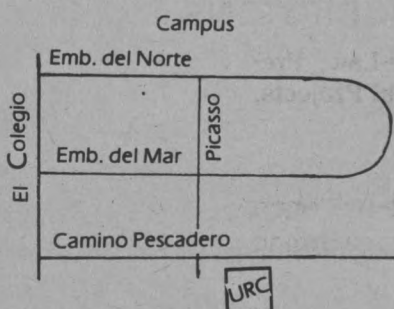 Campus
Emb. del Norte
El Colegio
Picasso
Emb. del Mar
Camino Pescadero
URC